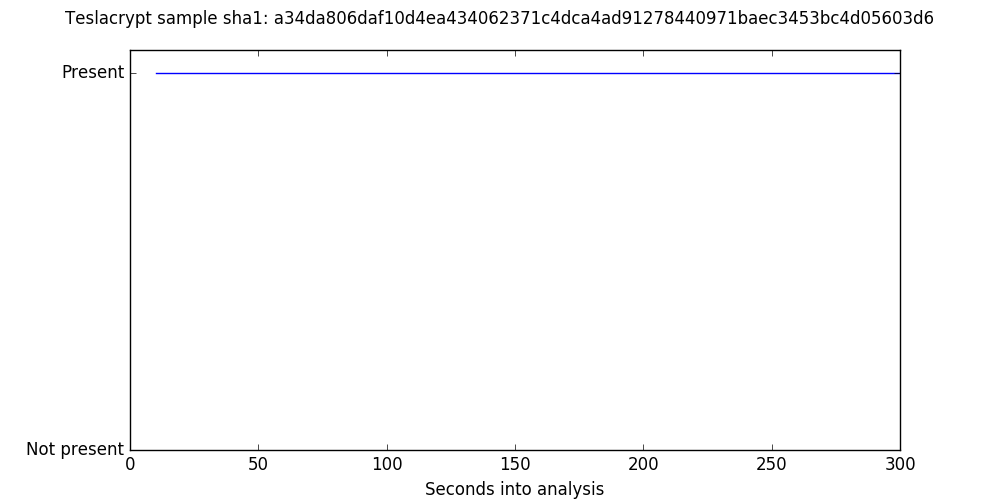 Teslacrypt sample sha1: a34da806daf10d4ea434062371c4dca4ad91278440971baec3453bc4d05603d6
Present
Not present
0 50 100 150 200 250 300
Seconds into analysis